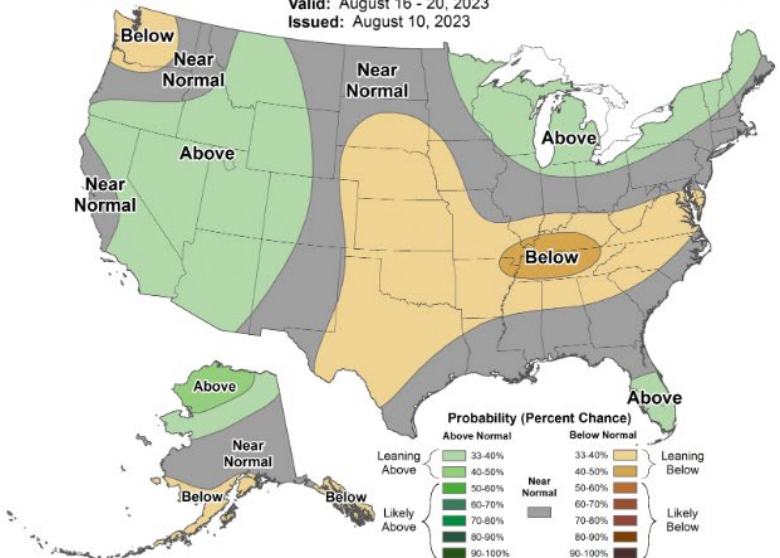 Valid: August 16 - 20, 2023
Issued: August 10, 2023
Below
Near
Normal
Near
Normal
Above
Above
Near
Normal
Below
Above
Near
Normal
Below
Below
Above
Probability (Percent Chance)
Above Normal
Below Normal
Leaning
Above
33-40%
40-50%
50-60%
60-70%
70-80%
80-90%
90-100%
Likely
Above
Near
Normal
33-40%
40-50%
50-60%
60-70%
70-80%
80-90%
90-100%
Leaning
Below
Likely
Below